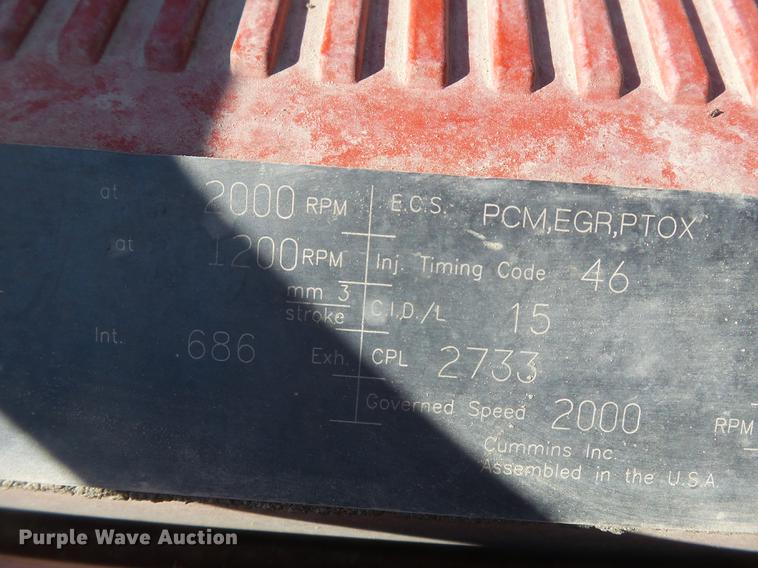 at 2000 RPM E.C.S. PCM,EGR,PTOX
at 1200 RPM Inj. Timing Code 46
mm 3
stroke C.I.D./L 15
Int. .686 Exh. CPL 2733
Governed Speed 2000 RPM
Cummins Inc.
Assembled in the U.S.A.
Purple Wave Auction